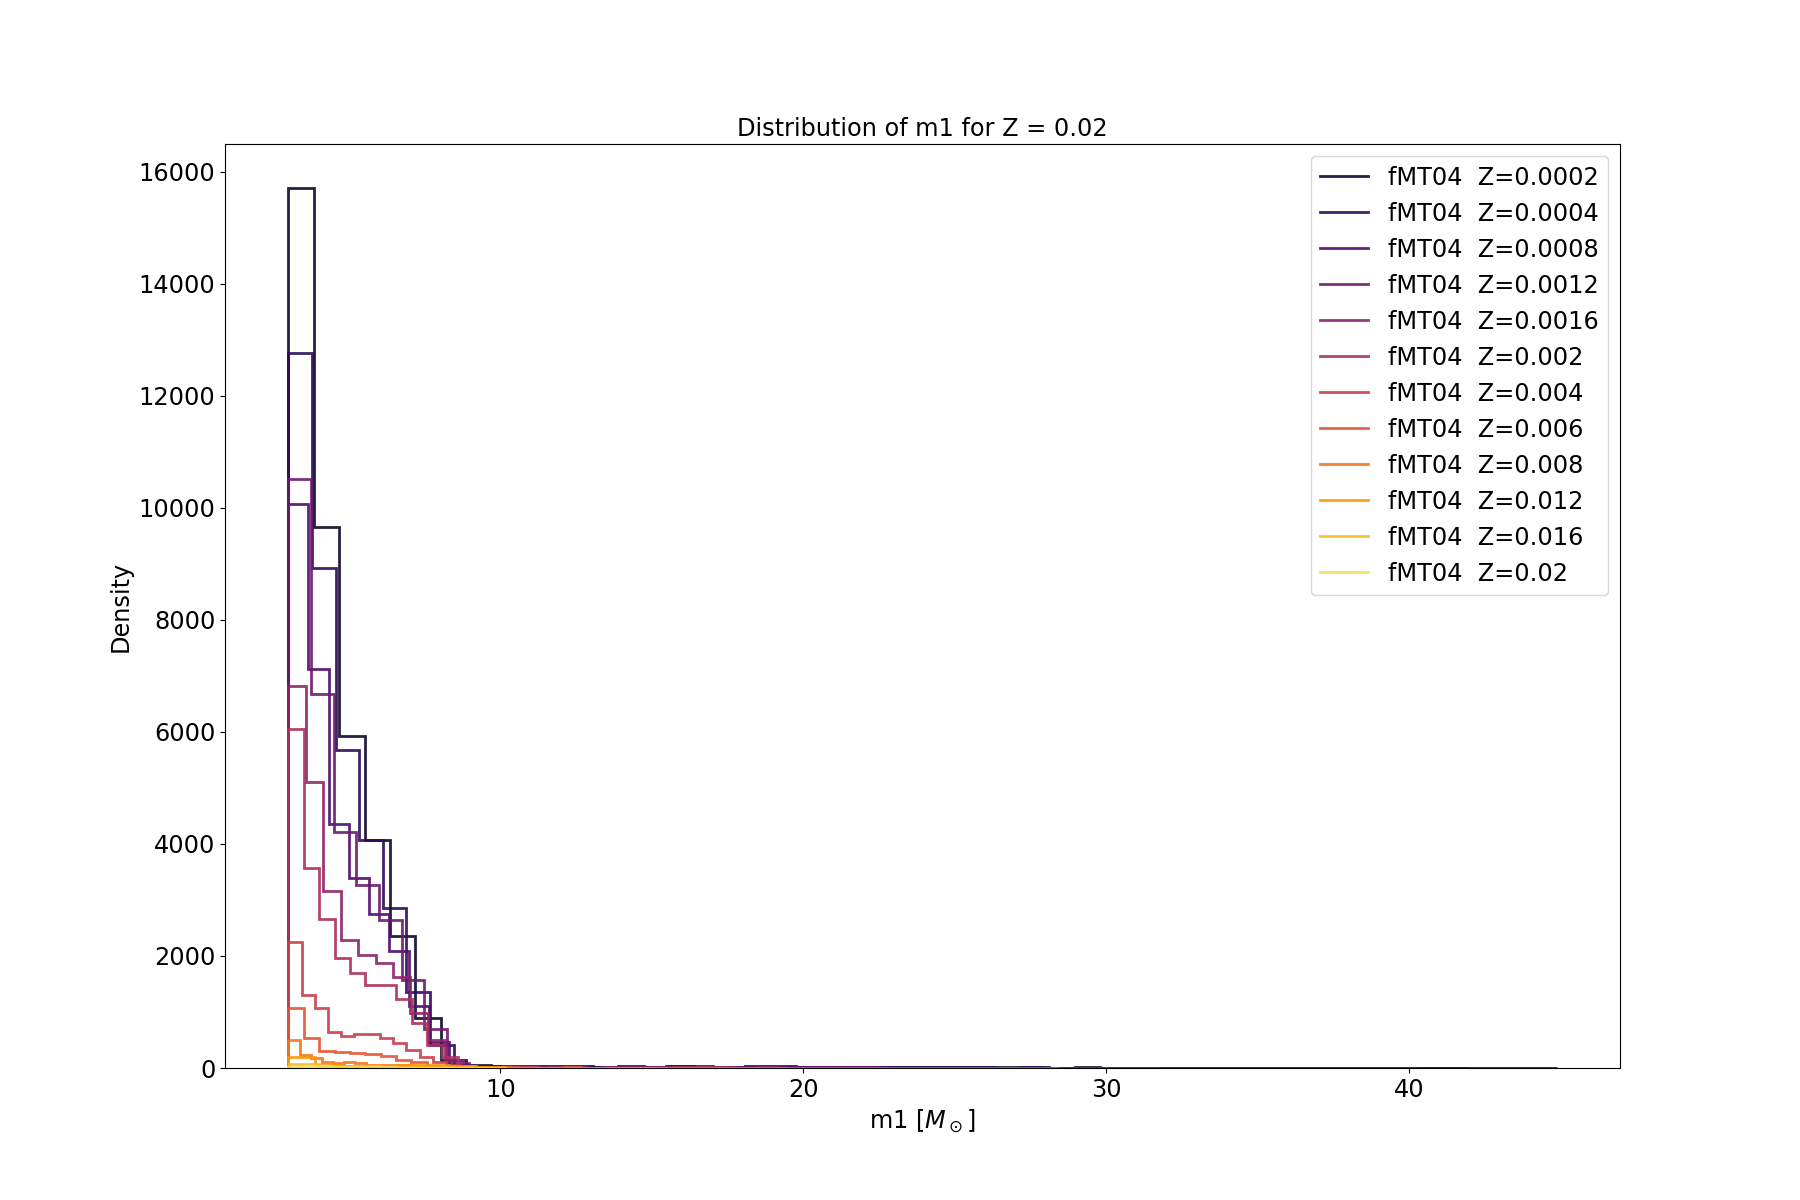 Distribution of m1 for Z = 0.02
16000
14000
12000
10000
8000
6000
4000
2000
0
Density
10
20
30
40
m1 [M_⊙]
fMT04  Z=0.0002
fMT04  Z=0.0004
fMT04  Z=0.0008
fMT04  Z=0.0012
fMT04  Z=0.0016
fMT04  Z=0.002
fMT04  Z=0.004
fMT04  Z=0.006
fMT04  Z=0.008
fMT04  Z=0.012
fMT04  Z=0.016
fMT04  Z=0.02